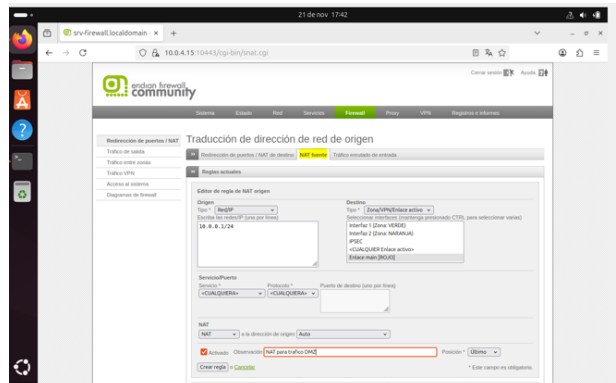 21 de nov 17:42
srv-firewall.localdomain -
10.0.4.15:10443/cgi-bin/snat.cgi
endian firewall
community
Cerrar sesión Ayuda
Sistema Estado Red Servicios Firewall Proxy VPN Registros e informes
Redirección de puertos / NAT
Tráfico de salida
Tráfico entre zonas
Tráfico VPN
Acceso al sistema
Diagramas de firewall
Traducción de dirección de red de origen
Redirección de puertos / NAT de destino NAT fuente Tráfico enrutado de entrada
Reglas actuales
Editor de regla de NAT origen
Origen Destino
Tipo * Red/IP Tipo * Zona/VPN/Enlace activo
Escriba las redes/IP (una por línea) Seleccionar interfaces (mantenga presionado CTRL para seleccionar varias)
10.0.0.1/24
Interfaz 1 (Zona: VERDE)
Interfaz 2 (Zona: NARANJA)
IPSEC
<CUALQUIER Enlace activo>
Enlace main [ROJO]
Servicio/Puerto
Servicio * Protocolo * Puerto de destino (uno por línea)
<CUALQUIERA> <CUALQUIERA>
NAT
NAT a la dirección de origen Auto
Activado Observación NAT para trafico DMZ Posición * Último
Crear regla o Cancelar * Este campo es obligatorio.